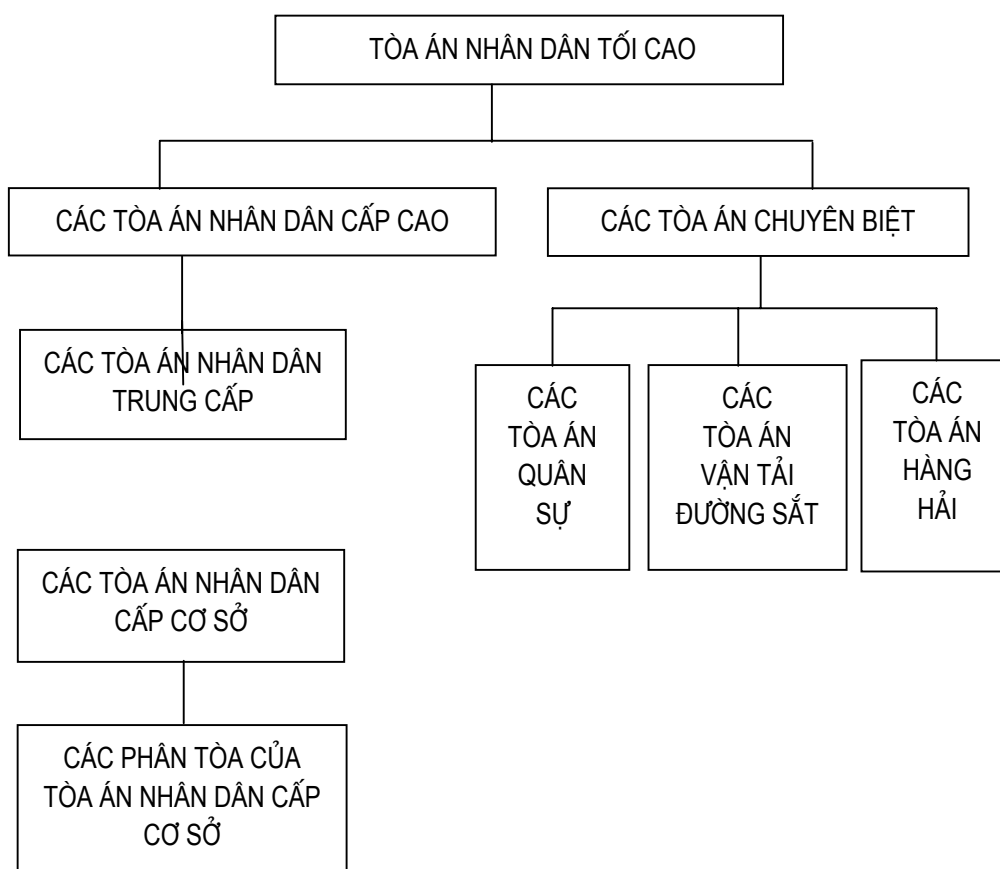 TÒA ÁN NHÂN DÂN TỐI CAO
CÁC TÒA ÁN NHÂN DÂN CẤP CAO
CÁC TÒA ÁN CHUYÊN BIỆT
CÁC TÒA ÁN NHÂN DÂN
TRUNG CẤP
CÁC
TÒA ÁN
QUÂN
SỰ
CÁC
TÒA ÁN
VẬN TẢI
ĐƯỜNG SẮT
CÁC
TÒA ÁN
HÀNG
HẢI
CÁC TÒA ÁN NHÂN DÂN
CẤP CƠ SỞ
CÁC PHÂN TÒA CỦA
TÒA ÁN NHÂN DÂN CẤP
CƠ SỞ